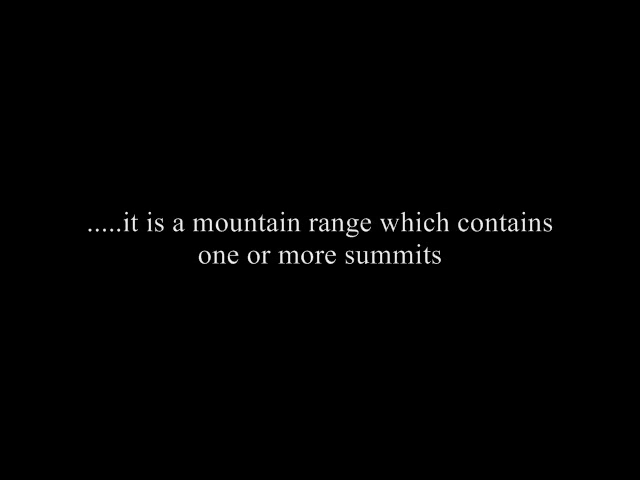 .....it is a mountain range which contains
one or more summits